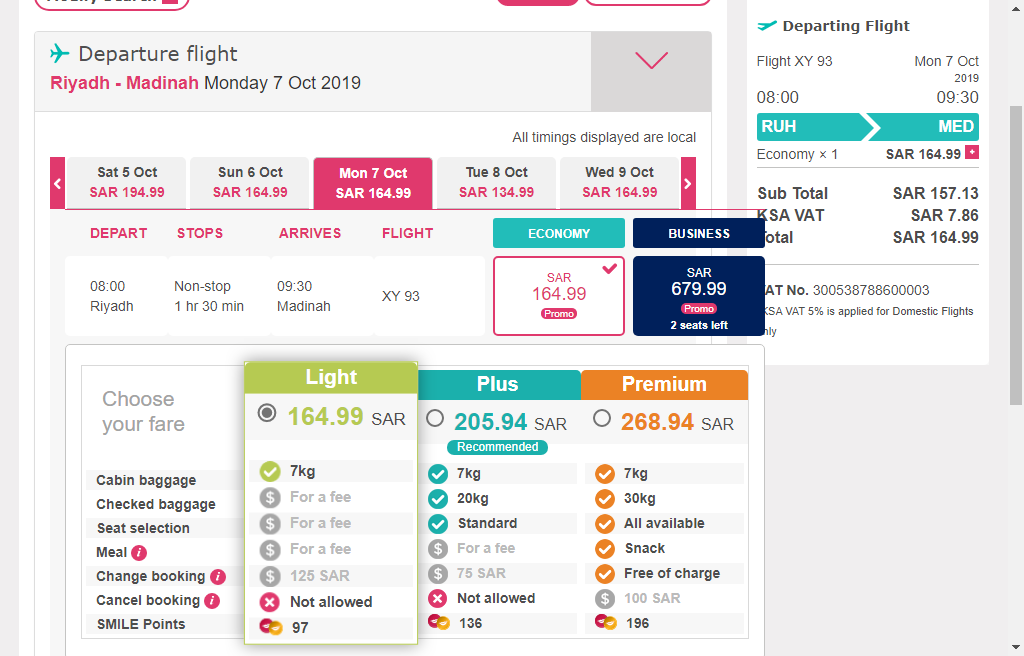 Departure flight
Riyadh - Madinah Monday 7 Oct 2019
All timings displayed are local
Sat 5 Oct
SAR 194.99
Sun 6 Oct
SAR 164.99
Mon 7 Oct
SAR 164.99
Tue 8 Oct
SAR 134.99
Wed 9 Oct
SAR 164.99
DEPART STOPS ARRIVES FLIGHT ECONOMY BUSINESS
08:00
Riyadh
Non-stop
1 hr 30 min
09:30
Madinah
XY 93
SAR
164.99
Promo
SAR
679.99
Promo
2 seats left
Choose
your fare
Light
164.99 SAR
Plus
205.94 SAR
Recommended
Premium
268.94 SAR
Cabin baggage 7kg 7kg 7kg
Checked baggage For a fee 20kg 30kg
Seat selection For a fee Standard All available
Meal i For a fee For a fee Snack
Change booking i 125 SAR 75 SAR Free of charge
Cancel booking i Not allowed Not allowed 100 SAR
SMILE Points 97 136 196
Departing Flight
Flight XY 93 Mon 7 Oct
2019
08:00 09:30
RUH MED
Economy × 1 SAR 164.99 +
Sub Total SAR 157.13
KSA VAT SAR 7.86
Total SAR 164.99
VAT No. 300538788600003
KSA VAT 5% is applied for Domestic Flights
only